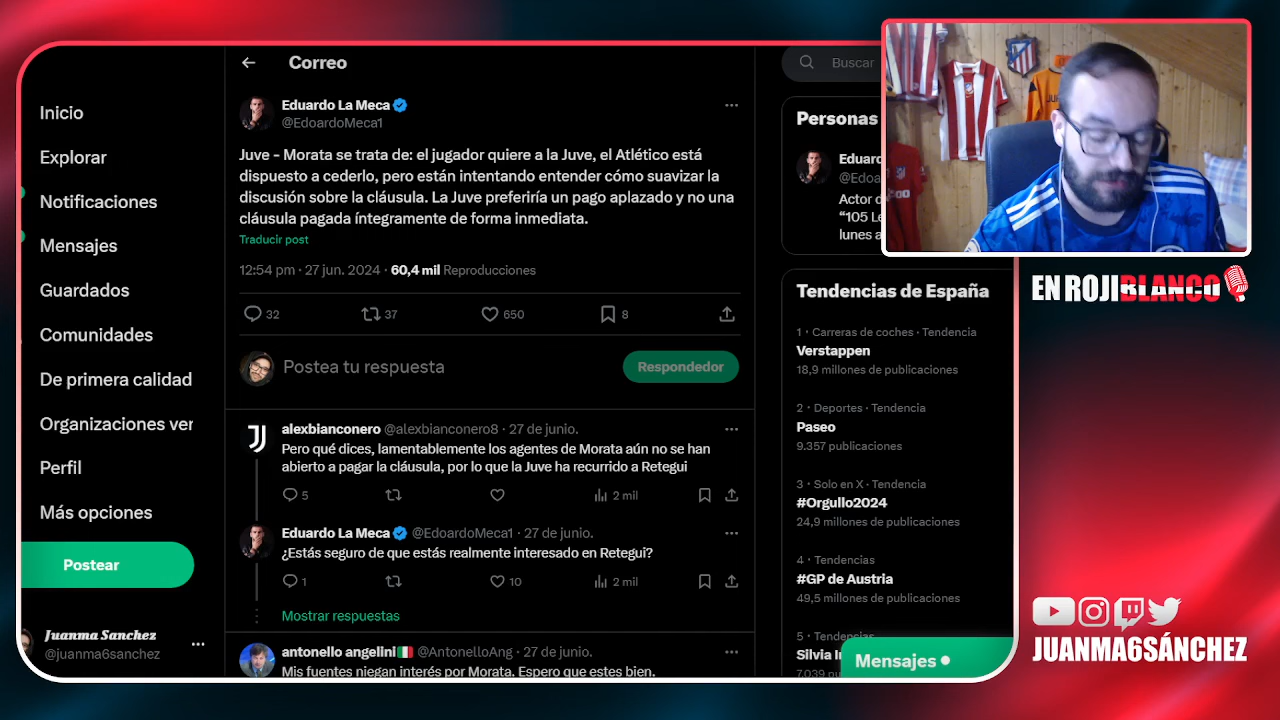 Correo
Buscar
Inicio
Explorar
Notificaciones
Mensajes
Guardados
Comunidades
De primera calidad
Organizaciones ver
Perfil
Más opciones
Postear
Juanma Sanchez
@juanma6sanchez
Eduardo La Meca
@EdoardoMeca1
Juve - Morata se trata de: el jugador quiere a la Juve, el Atlético está
dispuesto a cederlo, pero están intentando entender cómo suavizar la
discusión sobre la cláusula. La Juve preferiría un pago aplazado y no una
cláusula pagada íntegramente de forma inmediata.
Traducir post
12:54 pm · 27 jun. 2024 · 60,4 mil Reproducciones
32 37 650 8
Postea tu respuesta
Respondedor
alexbianconero @alexbianconero8 · 27 de junio.
Pero qué dices, lamentablemente los agentes de Morata aún no se han
abierto a pagar la cláusula, por lo que la Juve ha recurrido a Retegui
5 2 mil
Eduardo La Meca @EdoardoMeca1 · 27 de junio.
¿Estás seguro de que estás realmente interesado en Retegui?
1 10 2 mil
Mostrar respuestas
antonello angelini @AntonelloAng · 27 de junio.
Mis fuentes niegan interés por Morata. Espero que estes bien.
Personas
Eduar
@Edoa
Actor d
“105 Le
lunes a
Tendencias de España
1 · Carreras de coches · Tendencia
Verstappen
18,9 millones de publicaciones
2 · Deportes · Tendencia
Paseo
9.357 publicaciones
3 · Solo en X · Tendencia
#Orgullo2024
24,9 millones de publicaciones
4 · Tendencias
#GP de Austria
49,5 millones de publicaciones
5 · Tendencias
Silvia In
7.039 pu
Mensajes
EN ROJIBLANCO
JUANMA6SÁNCHEZ